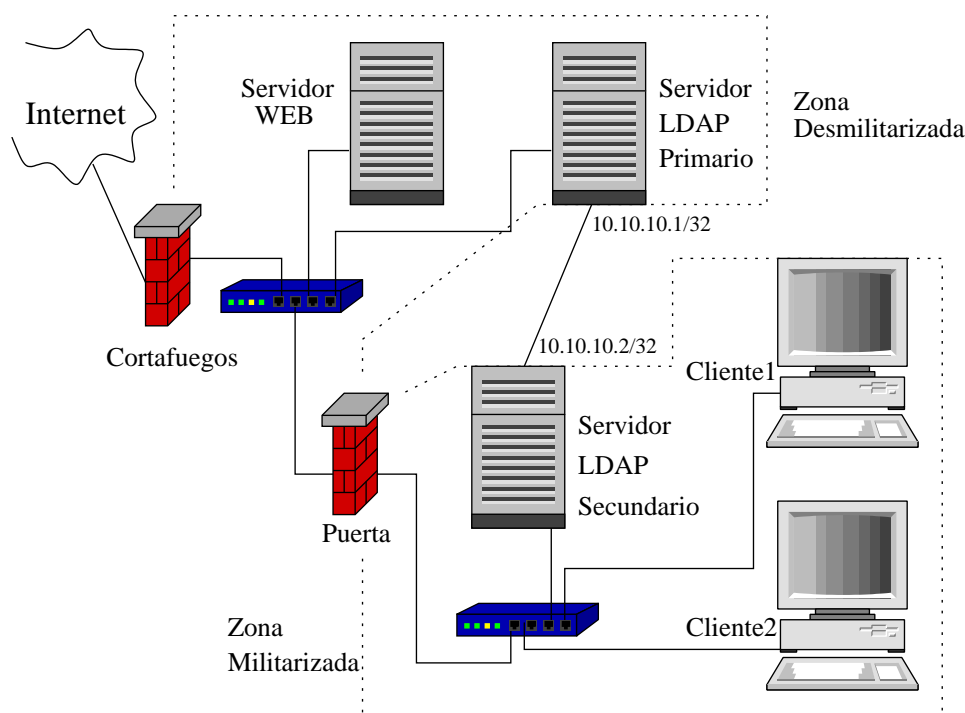 Internet
Servidor
WEB
Servidor
LDAP
Primario
Zona
Desmilitarizada
10.10.10.1/32
Cortafuegos
10.10.10.2/32
Cliente1
Servidor
LDAP
Secundario
Puerta
Zona
Militarizada
Cliente2